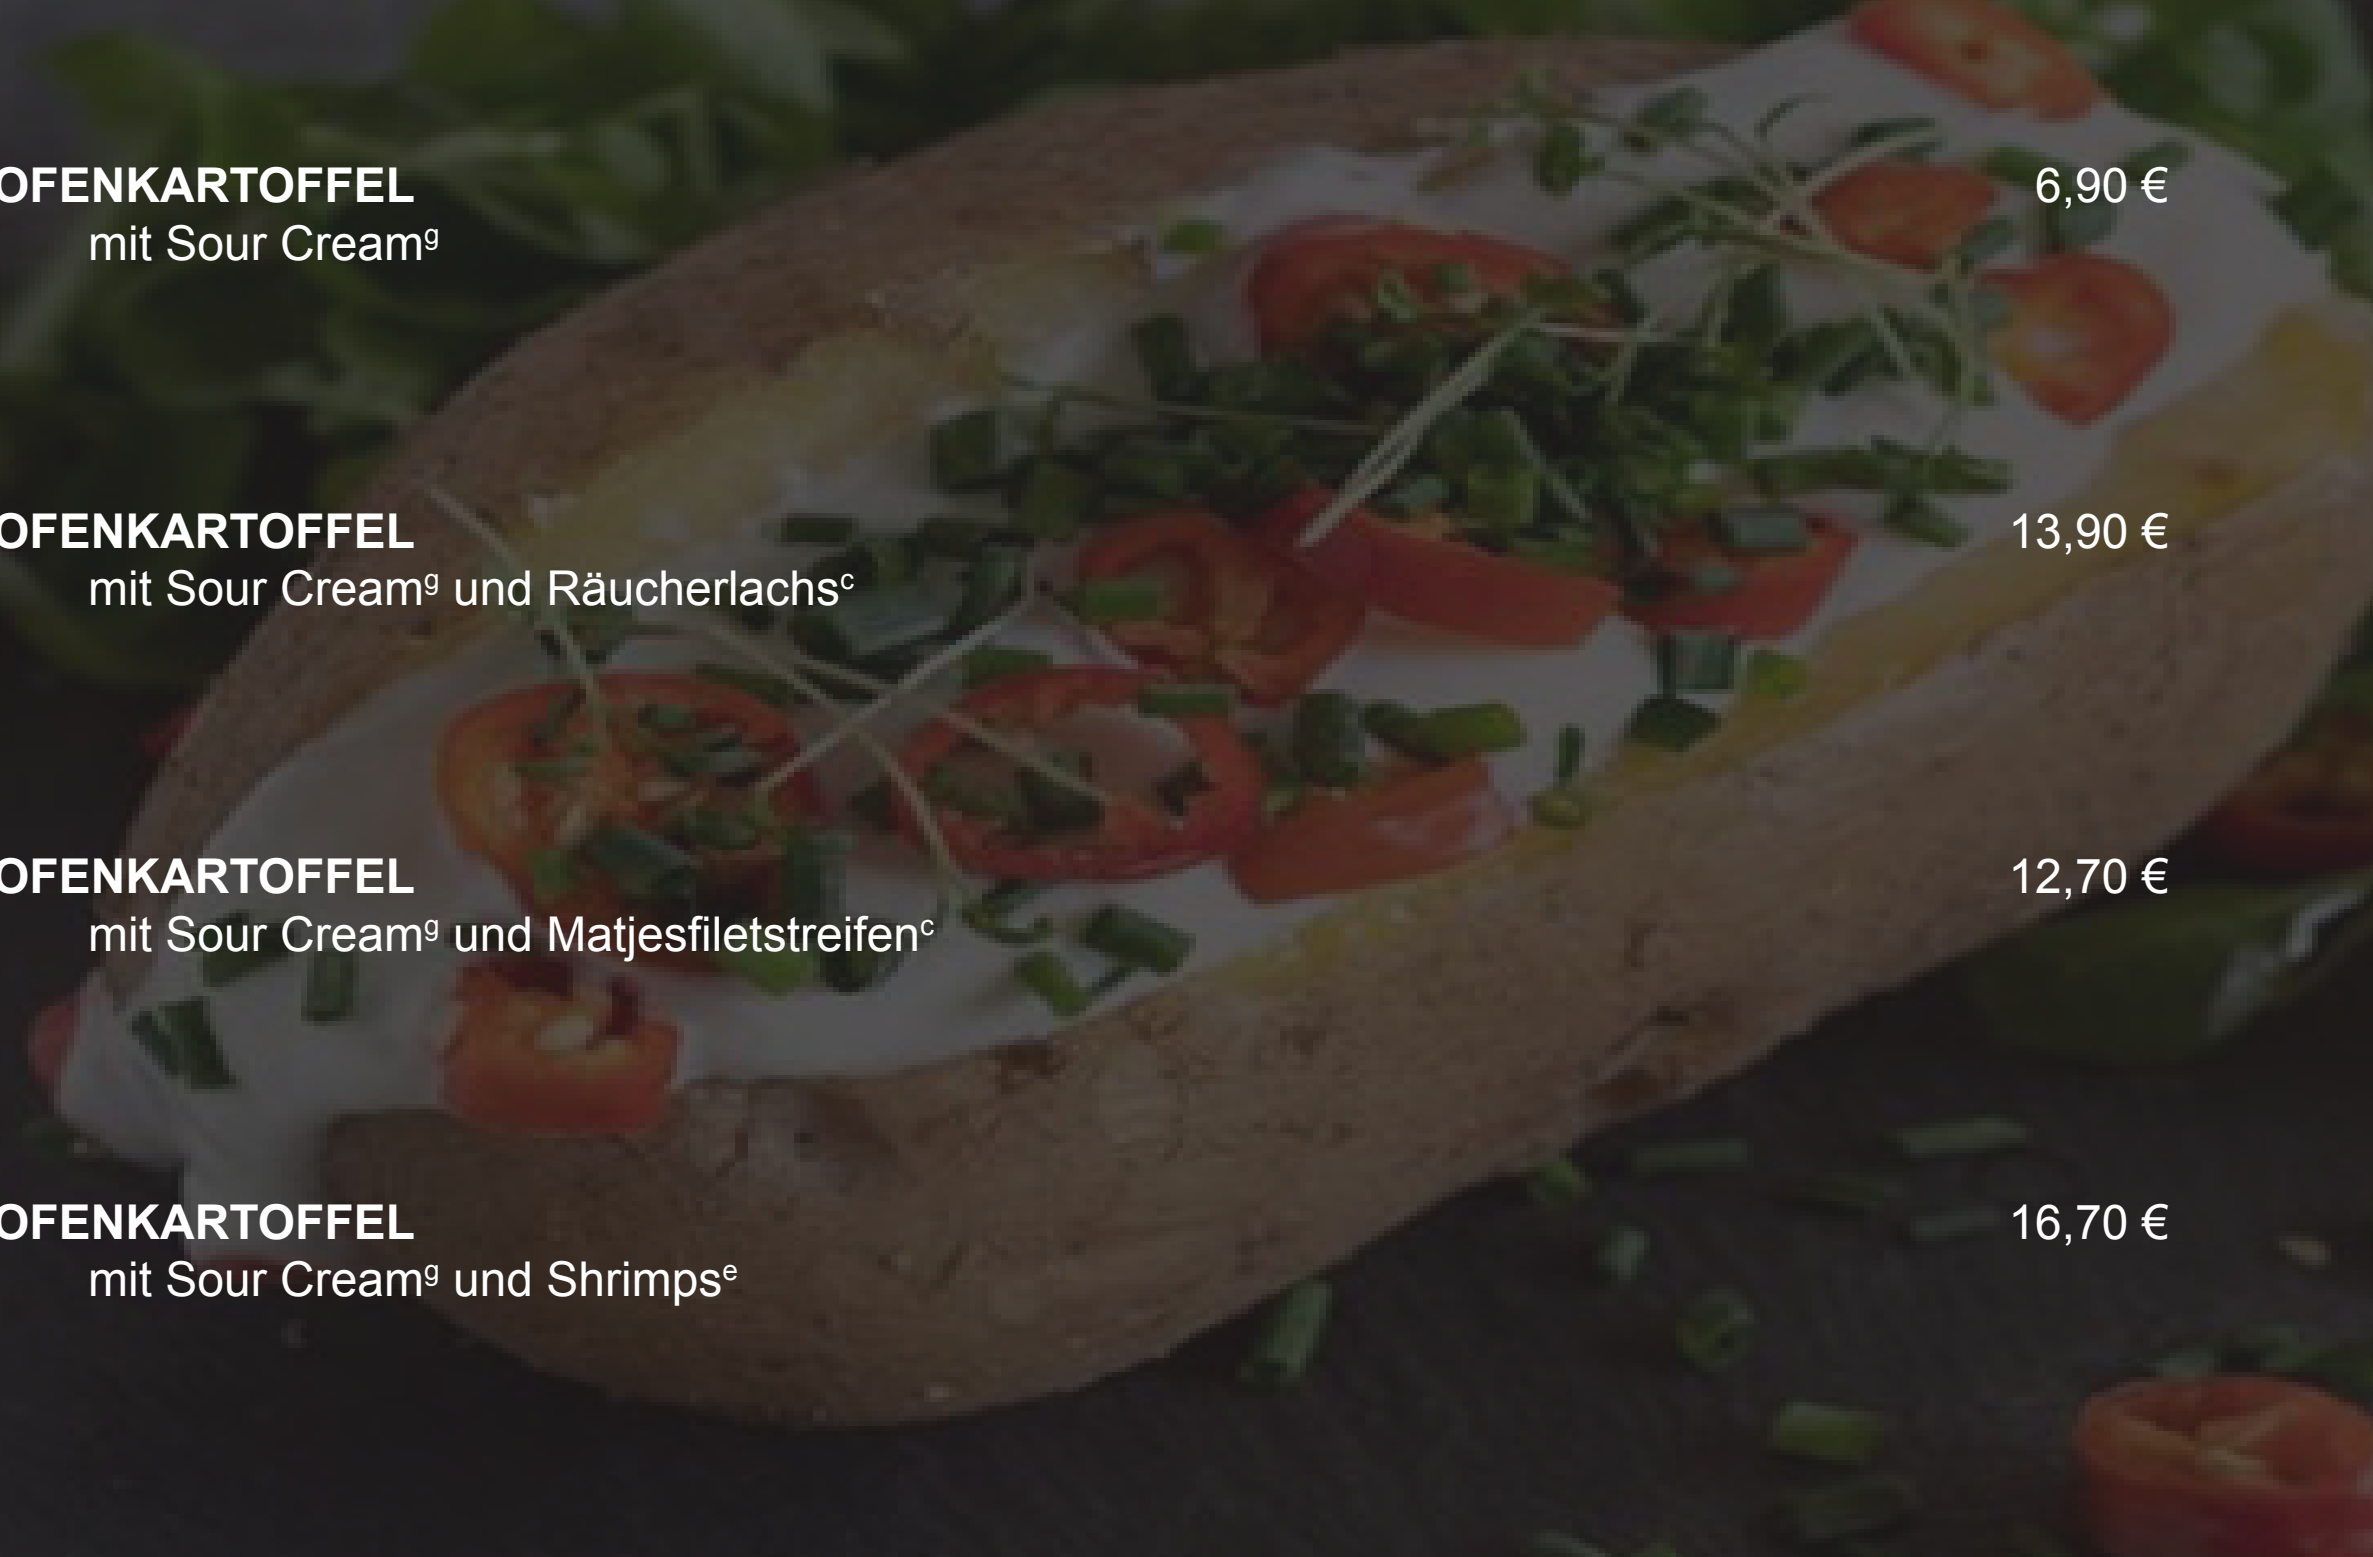 OFENKARTOFFEL 6,90 €
mit Sour Creamᵍ
OFENKARTOFFEL 13,90 €
mit Sour Creamᵍ und Räucherlachsᶜ
OFENKARTOFFEL 12,70 €
mit Sour Creamᵍ und Matjesfiletstreifenᶜ
OFENKARTOFFEL 16,70 €
mit Sour Creamᵍ und Shrimpsᵉ